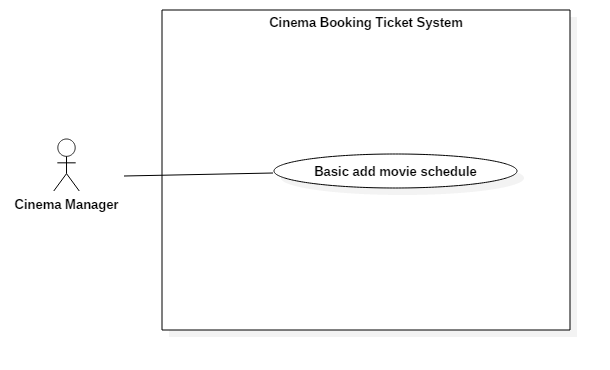 Cinema Booking Ticket System
Basic add movie schedule
Cinema Manager